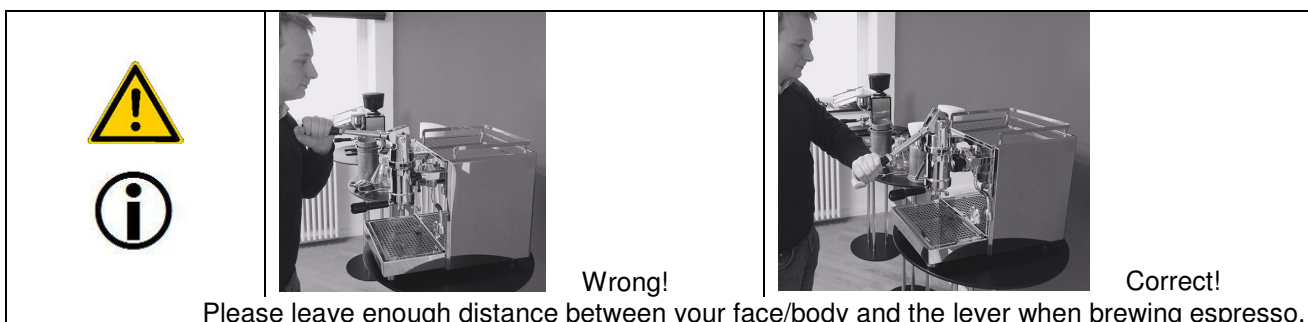 Wrong!
Correct!
Please leave enough distance between your face/body and the lever when brewing espresso.